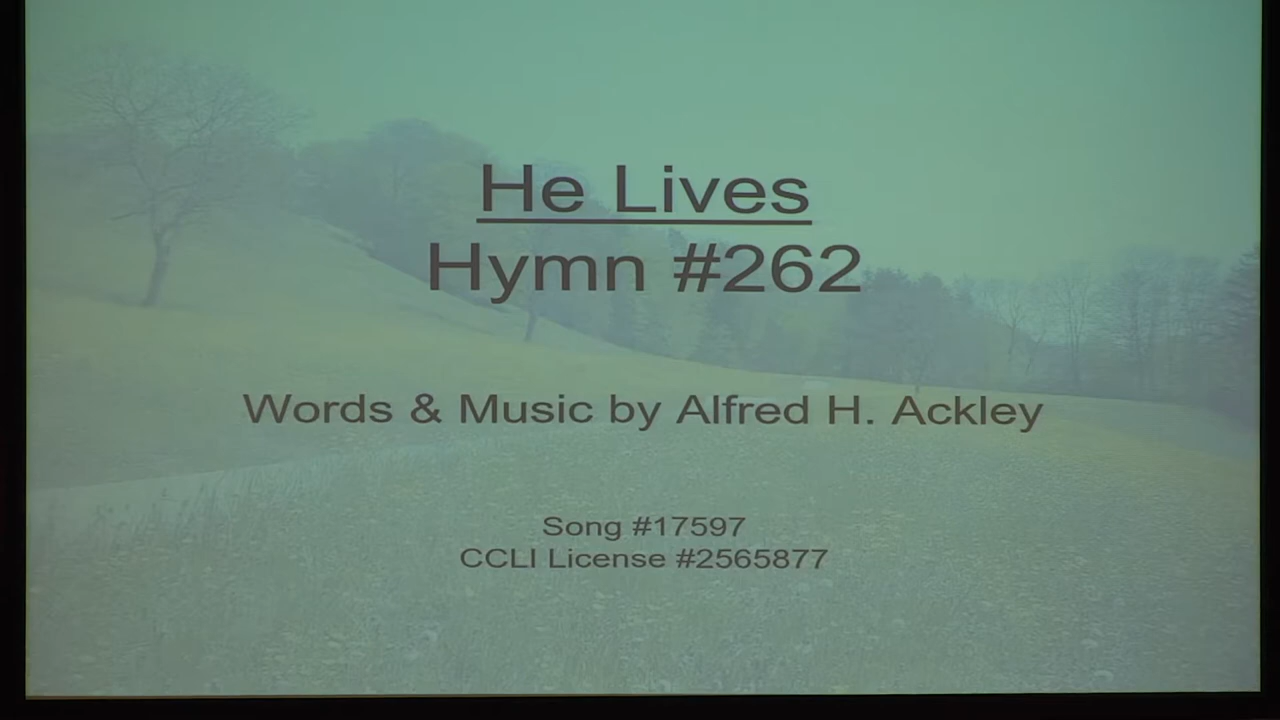 He Lives
Hymn #262
Words & Music by Alfred H. Ackley
Song #17597
CCLI License #2565877